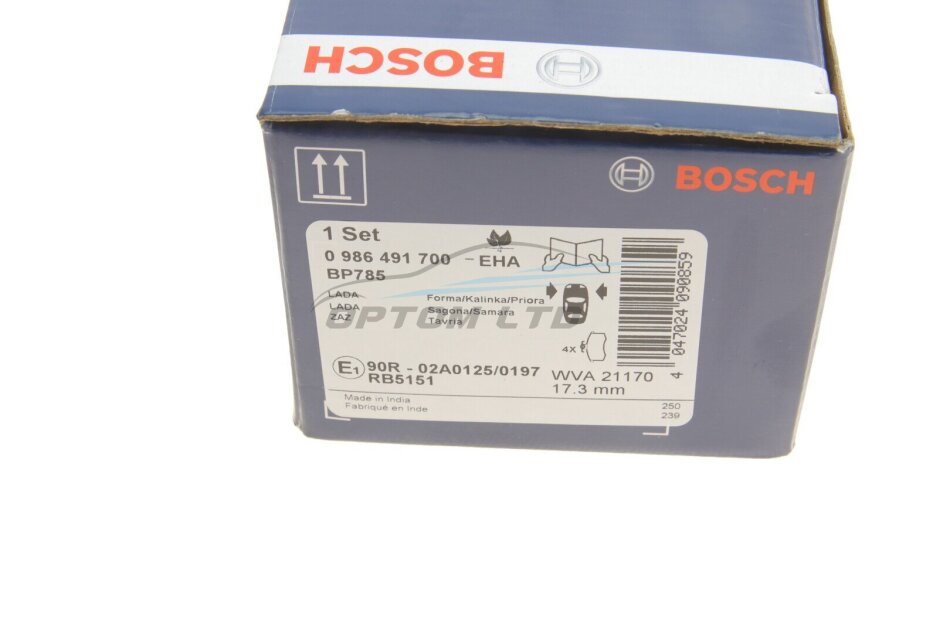 BOSCH
BOSCH
1 Set
0 986 491 700 -EHA
BP785
LADA Forma/Kalinka/Priora
LADA Sagona/Samara
ZAZ Tavria
OPTOM LTD
4X
E1 90R - 02A0125/0197
RB5151
WVA 21170
17.3 mm
4 047024 090859
Made in India
Fabriqué en Inde
250
239